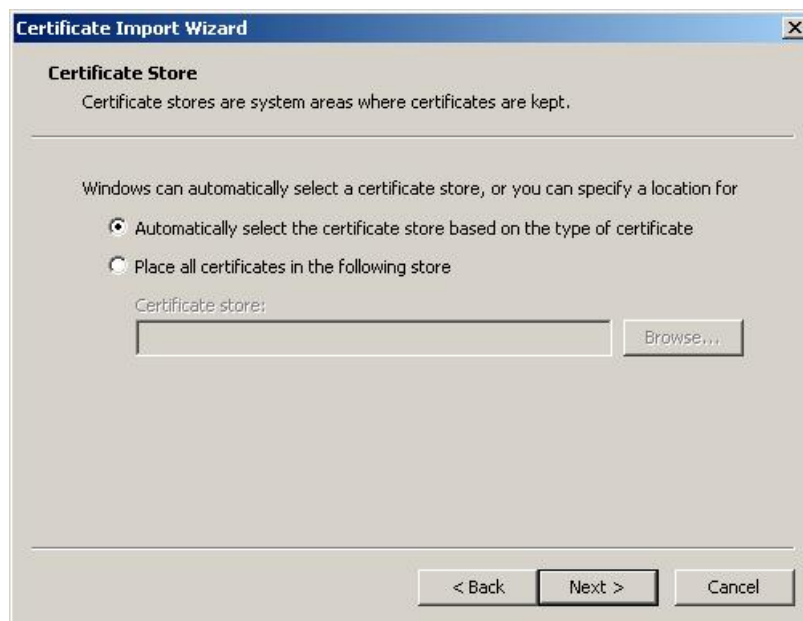 Certificate Import Wizard
Certificate Store
Certificate stores are system areas where certificates are kept.
Windows can automatically select a certificate store, or you can specify a location for
Automatically select the certificate store based on the type of certificate
Place all certificates in the following store
Certificate store:
Browse...
< Back Next > Cancel